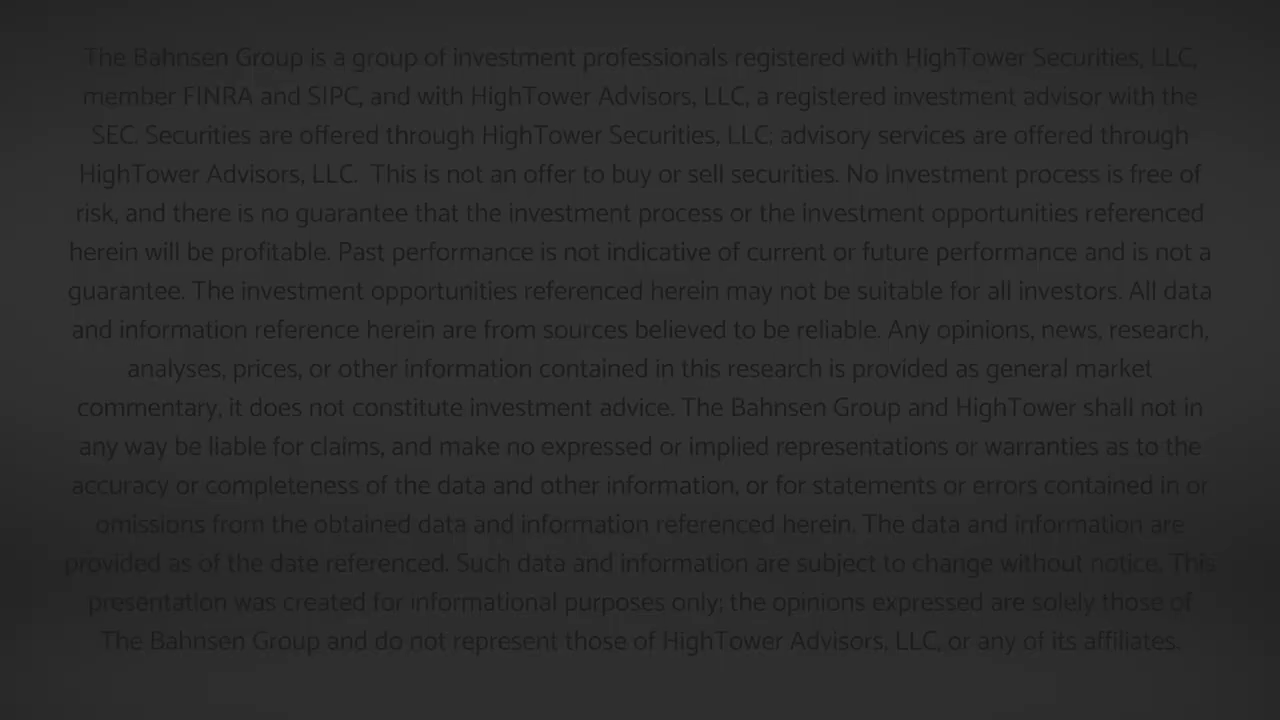 The Bahnsen Group is a group of investment professionals registered with HighTower Securities, LLC,
member FINRA and SIPC, and with HighTower Advisors, LLC, a registered investment advisor with the
SEC. Securities are offered through HighTower Securities, LLC; advisory services are offered through
HighTower Advisors, LLC.  This is not an offer to buy or sell securities. No investment process is free of
risk, and there is no guarantee that the investment process or the investment opportunities referenced
herein will be profitable. Past performance is not indicative of current or future performance and is not a
guarantee. The investment opportunities referenced herein may not be suitable for all investors. All data
and information reference herein are from sources believed to be reliable. Any opinions, news, research,
analyses, prices, or other information contained in this research is provided as general market
commentary, it does not constitute investment advice. The Bahnsen Group and HighTower shall not in
any way be liable for claims, and make no expressed or implied representations or warranties as to the
accuracy or completeness of the data and other information, or for statements or errors contained in or
omissions from the obtained data and information referenced herein. The data and information are
provided as of the date referenced. Such data and information are subject to change without notice. This
presentation was created for informational purposes only; the opinions expressed are solely those of
The Bahnsen Group and do not represent those of HighTower Advisors, LLC, or any of its affiliates.